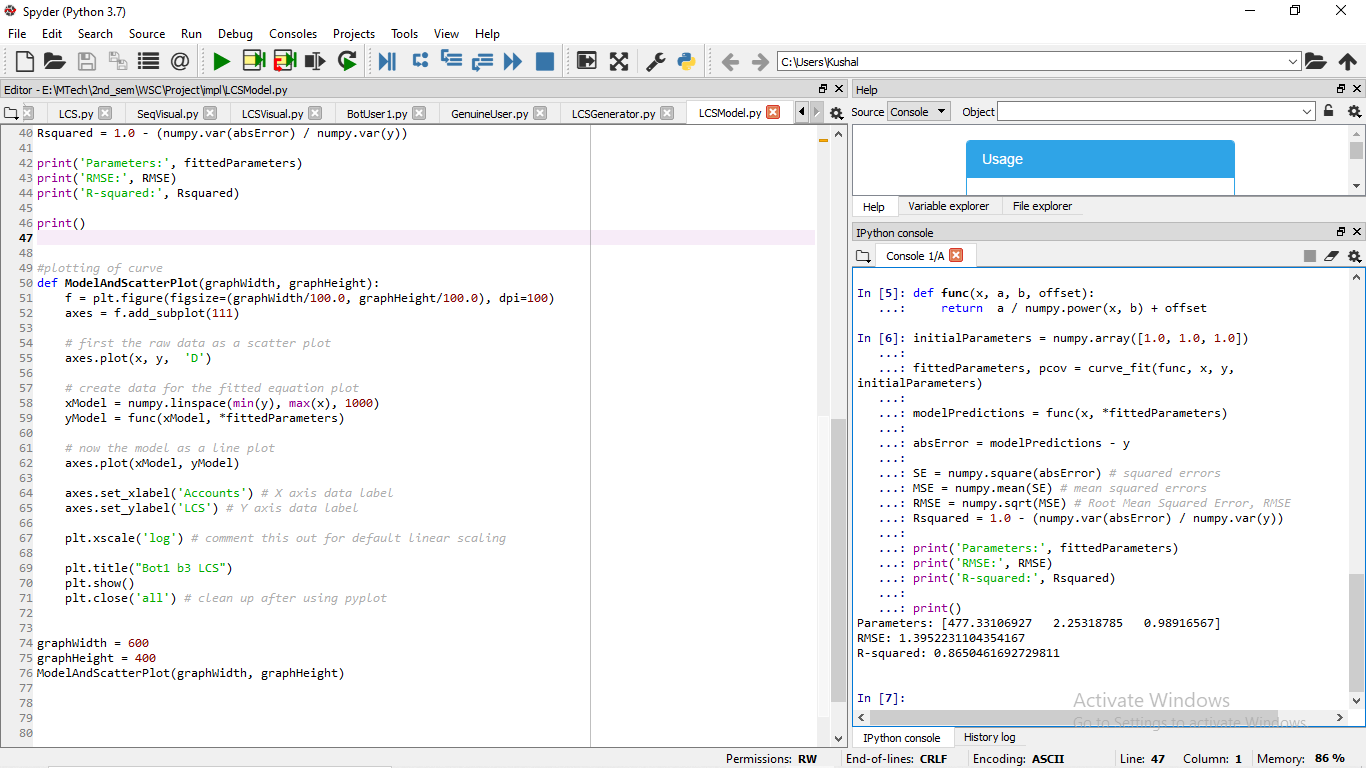 Spyder (Python 3.7)
File Edit Search Source Run Debug Consoles Projects Tools View Help
C:\Users\Kushal
Editor - E:\MTech\2nd_sem\WSC\Project\impl\LCSModel.py
LCS.py SeqVisual.py LCSVisual.py BotUser1.py GenuineUser.py LCSGenerator.py LCSModel.py
40 Rsquared = 1.0 - (numpy.var(absError) / numpy.var(y))
41
42 print('Parameters:', fittedParameters)
43 print('RMSE:', RMSE)
44 print('R-squared:', Rsquared)
45
46 print()
47
48
49 #plotting of curve
50 def ModelAndScatterPlot(graphWidth, graphHeight):
51     f = plt.figure(figsize=(graphWidth/100.0, graphHeight/100.0), dpi=100)
52     axes = f.add_subplot(111)
53
54     # first the raw data as a scatter plot
55     axes.plot(x, y,  'D')
56
57     # create data for the fitted equation plot
58     xModel = numpy.linspace(min(y), max(x), 1000)
59     yModel = func(xModel, *fittedParameters)
60
61     # now the model as a line plot
62     axes.plot(xModel, yModel)
63
64     axes.set_xlabel('Accounts') # X axis data label
65     axes.set_ylabel('LCS') # Y axis data label
66
67     plt.xscale('log') # comment this out for default linear scaling
68
69     plt.title("Bot1 b3 LCS")
70     plt.show()
71     plt.close('all') # clean up after using pyplot
72
73
74 graphWidth = 600
75 graphHeight = 400
76 ModelAndScatterPlot(graphWidth, graphHeight)
77
78
79
80
Help
Source Console Object
Usage
Help Variable explorer File explorer
IPython console
Console 1/A
In [5]: def func(x, a, b, offset):
   ...:     return  a / numpy.power(x, b) + offset
In [6]: initialParameters = numpy.array([1.0, 1.0, 1.0])
   ...:
   ...: fittedParameters, pcov = curve_fit(func, x, y,
initialParameters)
   ...:
   ...: modelPredictions = func(x, *fittedParameters)
   ...:
   ...: absError = modelPredictions - y
   ...:
   ...: SE = numpy.square(absError) # squared errors
   ...: MSE = numpy.mean(SE) # mean squared errors
   ...: RMSE = numpy.sqrt(MSE) # Root Mean Squared Error, RMSE
   ...: Rsquared = 1.0 - (numpy.var(absError) / numpy.var(y))
   ...:
   ...: print('Parameters:', fittedParameters)
   ...: print('RMSE:', RMSE)
   ...: print('R-squared:', Rsquared)
   ...:
   ...: print()
Parameters: [477.33106927   2.25318785   0.98916567]
RMSE: 1.3952231104354167
R-squared: 0.8650461692729811
In [7]:
Activate Windows
Go to Settings to activate Windows.
IPython console History log
Permissions: RW End-of-lines: CRLF Encoding: ASCII Line: 47 Column: 1 Memory: 86 %